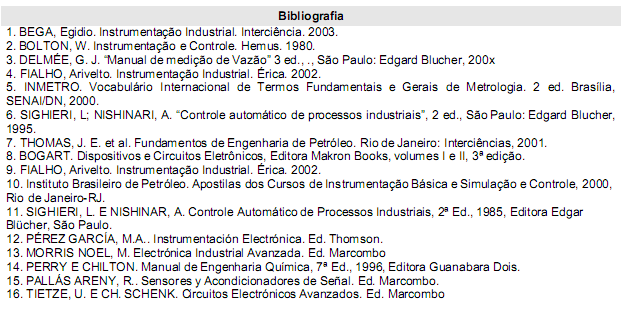 Bibliografia
1. BEGA, Egidio. Instrumentação Industrial. Interciência. 2003.
2. BOLTON, W. Instrumentação e Controle. Hemus. 1980.
3. DELMÉE, G. J. “Manual de medição de Vazão” 3 ed., ., São Paulo: Edgard Blucher, 200x
4. FIALHO, Arivelto. Instrumentação Industrial. Érica. 2002.
5. INMETRO. Vocabulário Internacional de Termos Fundamentais e Gerais de Metrologia. 2 ed. Brasília,
SENAI/DN, 2000.
6. SIGHIERI, L; NISHINARI, A. “Controle automático de processos industriais”, 2 ed., São Paulo: Edgard Blucher,
1995.
7. THOMAS, J. E. et al. Fundamentos de Engenharia de Petróleo. Rio de Janeiro: Interciências, 2001.
8. BOGART. Dispositivos e Circuitos Eletrônicos, Editora Makron Books, volumes I e II, 3ª edição.
9. FIALHO, Arivelto. Instrumentação Industrial. Érica. 2002.
10. Instituto Brasileiro de Petróleo. Apostilas dos Cursos de Instrumentação Básica e Simulação e Controle, 2000,
Rio de Janeiro-RJ.
11. SIGHIERI, L. E NISHINAR, A. Controle Automático de Processos Industriais, 2ª Ed., 1985, Editora Edgar
Blücher, São Paulo.
12. PÉREZ GARCÍA, M.A.. Instrumentación Electrónica. Ed. Thomson.
13. MORRIS NOEL, M. Electrónica Industrial Avanzada. Ed. Marcombo
14. PERRY E CHILTON. Manual de Engenharia Química, 7ª Ed., 1996, Editora Guanabara Dois.
15. PALLÁS ARENY, R.. Sensores y Acondicionadores de Señal. Ed. Marcombo.
16. TIETZE, U. E CH. SCHENK. Circuitos Electrónicos Avanzados. Ed. Marcombo